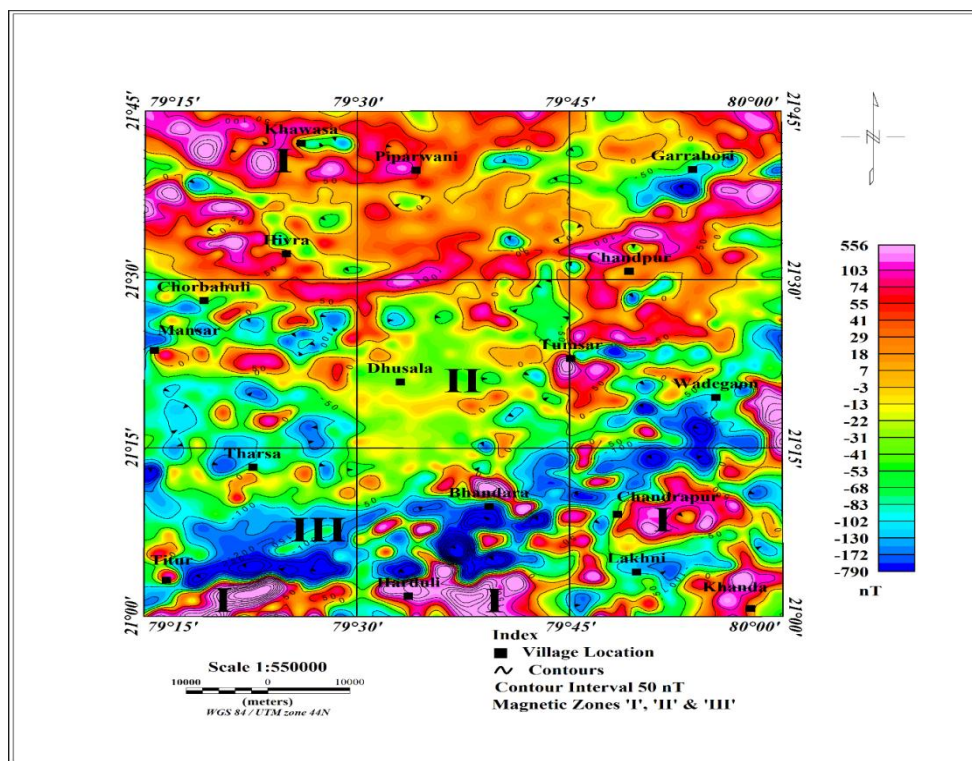 79°15' 79°30' 79°45' 80°00'
21°45' 21°45'
Khawasa
I
Piparwani
Garrabori
N
Hivra
Chandpur
21°30' 21°30'
Chorbahuli
Mansar
Tumsar
Dhusala
II
Wadegaon
21°15' 21°15'
Tharsa
Bhandara
Chandrapur
I
III
Titur
Lakhni
Harduli
Khanda
I
I
21°00' 21°00'
79°15' 79°30' 79°45' 80°00'
556
103
74
55
41
29
18
7
-3
-13
-22
-31
-41
-53
-68
-83
-102
-130
-172
-790
nT
Index
Village Location
Contours
Contour Interval 50 nT
Magnetic Zones 'I', 'II' & 'III'
Scale 1:550000
10000 0 10000
(meters)
WGS 84 / UTM zone 44N